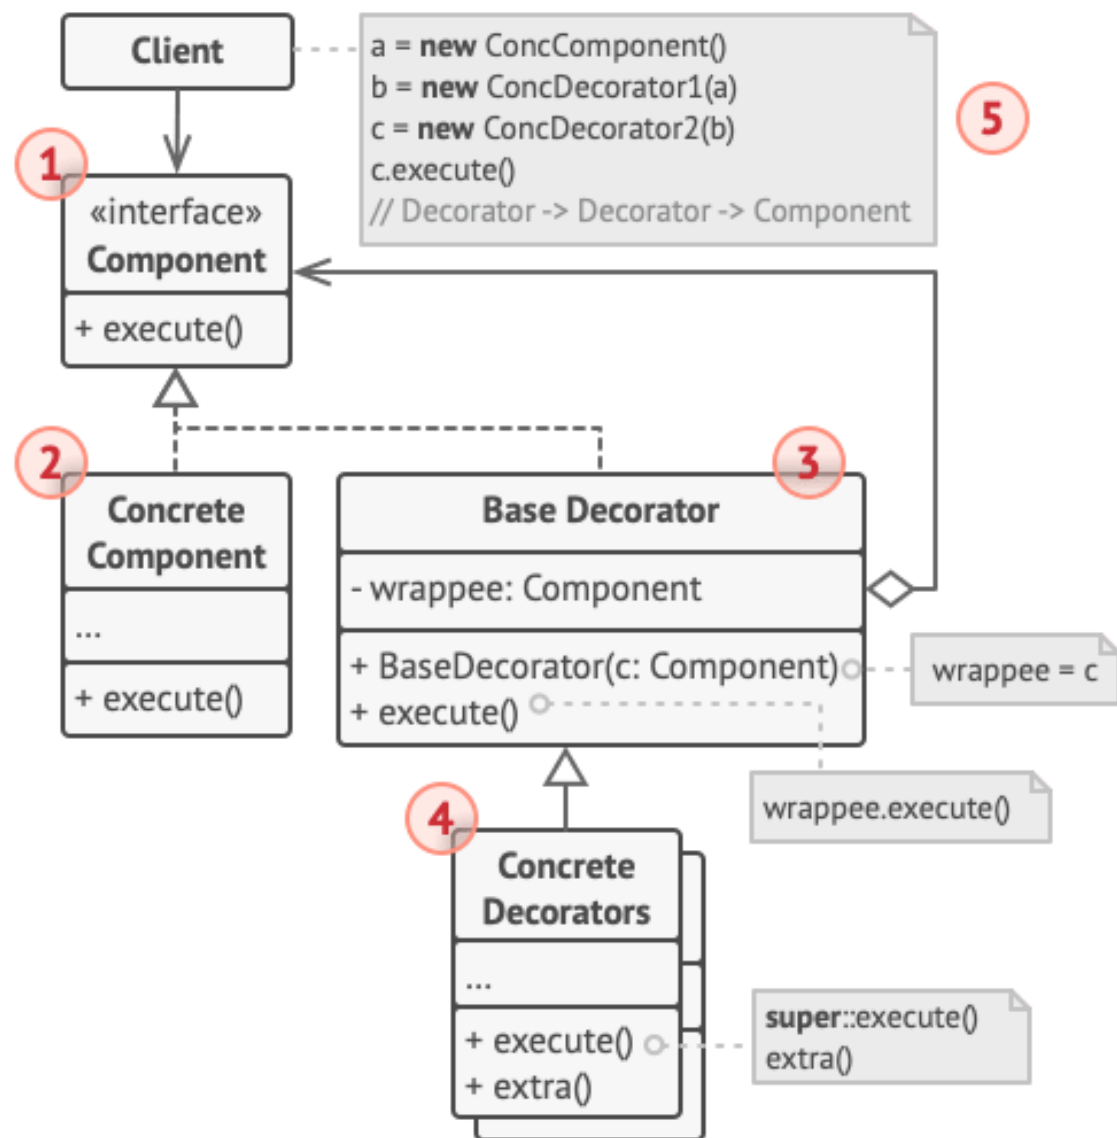 Client
a = new ConcComponent()
b = new ConcDecorator1(a)
c = new ConcDecorator2(b)
c.execute()
// Decorator -> Decorator -> Component
5
1
«interface»
Component
+ execute()
2
Concrete
Component
...
+ execute()
3
Base Decorator
- wrappee: Component
+ BaseDecorator(c: Component)
+ execute()
wrappee = c
wrappee.execute()
4
Concrete
Decorators
...
+ execute()
+ extra()
super::execute()
extra()